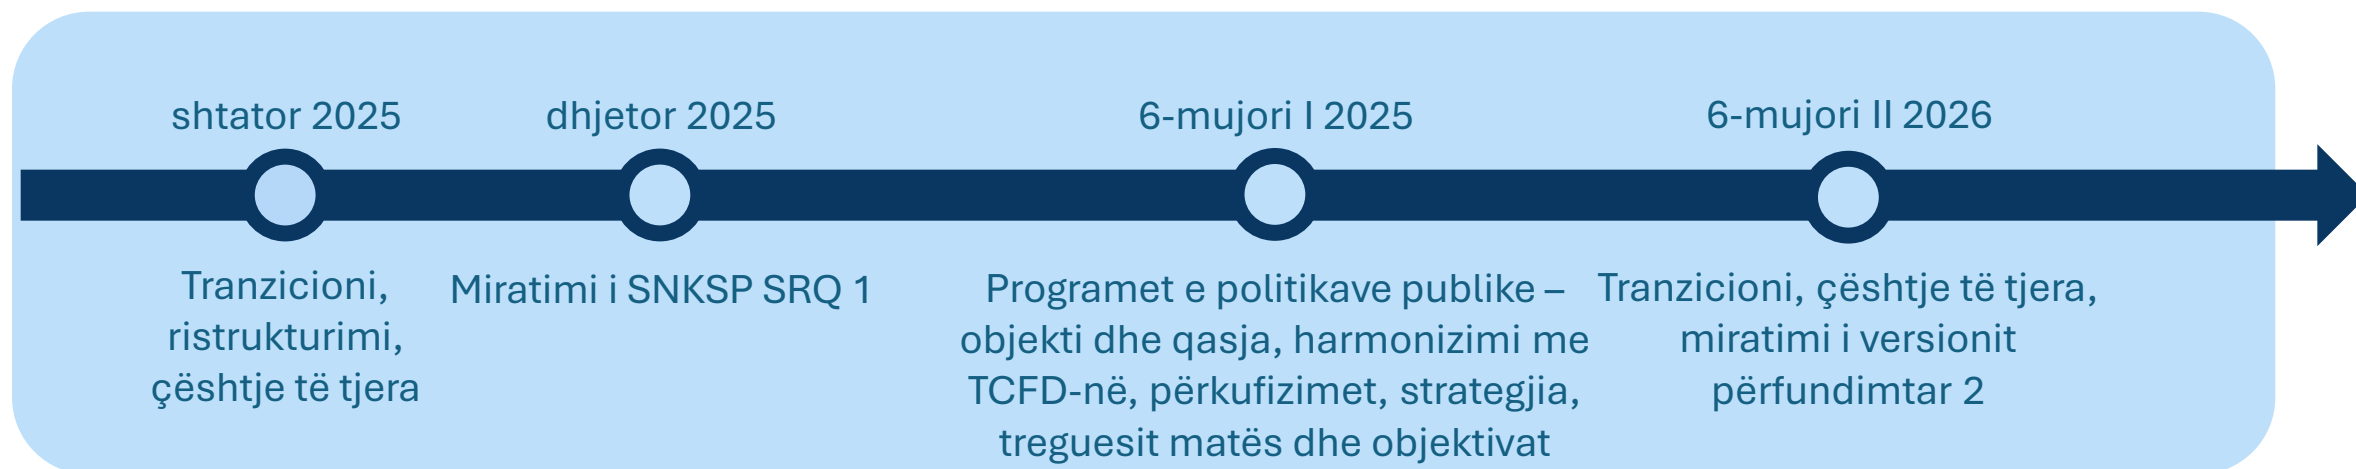 shtator 2025
Tranzicioni,
ristrukturimi,
çështje të tjera
dhjetor 2025
Miratimi i SNKSP SRQ 1
6-mujori I 2025
Programet e politikave publike –
objekti dhe qasja, harmonizimi me
TCFD-në, përkufizimet, strategjia,
treguesit matës dhe objektivat
6-mujori II 2026
Tranzicioni, çështje të tjera,
miratimi i versionit
përfundimtar 2